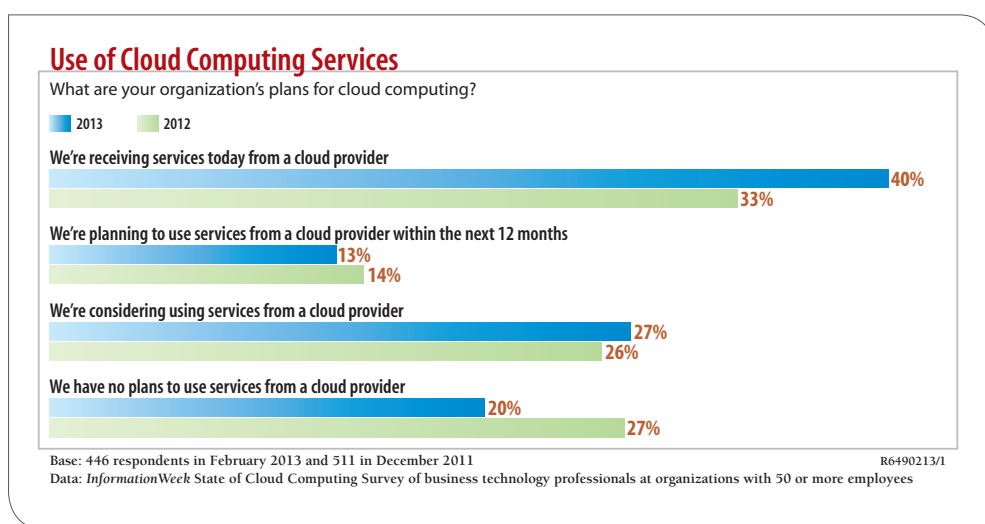 Use of Cloud Computing Services
What are your organization’s plans for cloud computing?
2013 2012
We’re receiving services today from a cloud provider
40%
33%
We’re planning to use services from a cloud provider within the next 12 months
13%
14%
We’re considering using services from a cloud provider
27%
26%
We have no plans to use services from a cloud provider
20%
27%
Base: 446 respondents in February 2013 and 511 in December 2011 R6490213/1
Data: InformationWeek State of Cloud Computing Survey of business technology professionals at organizations with 50 or more employees